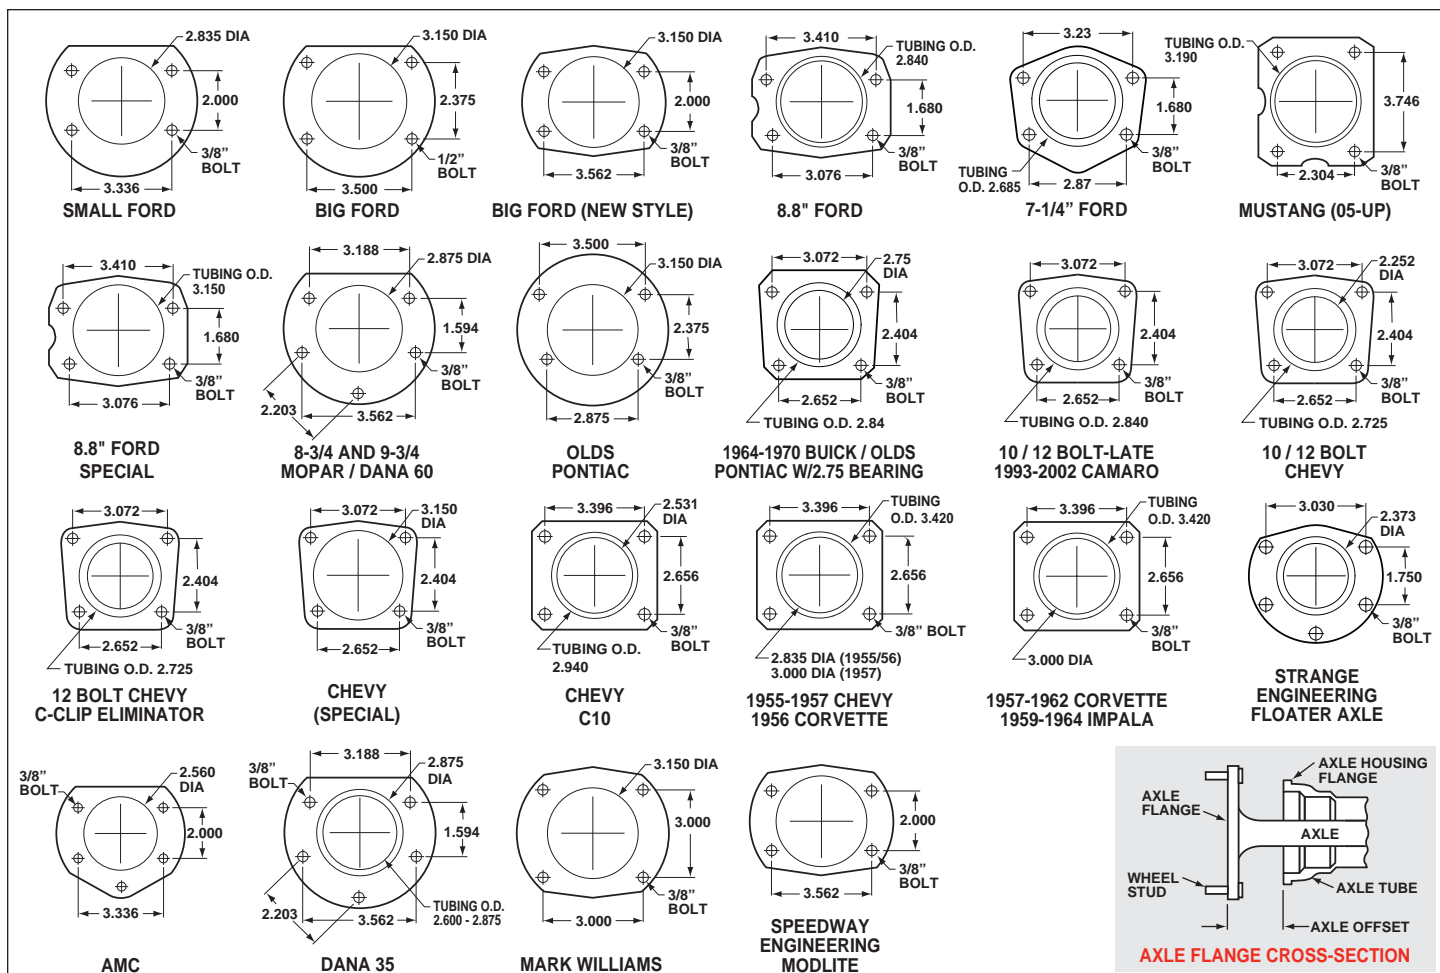 2.835 DIA
2.000
3/8”
BOLT
3.336
SMALL FORD
3.150 DIA
2.375
1/2”
BOLT
3.500
BIG FORD
3.150 DIA
2.000
3/8”
BOLT
3.562
BIG FORD (NEW STYLE)
3.410
TUBING O.D.
2.840
1.680
3/8”
BOLT
3.076
8.8" FORD
3.23
1.680
3/8”
BOLT
TUBING
O.D. 2.685
2.87
7-1/4” FORD
TUBING O.D.
3.190
3.746
2.304
3/8”
BOLT
MUSTANG (05-UP)
3.410
TUBING O.D.
3.150
1.680
3/8”
BOLT
3.076
8.8" FORD
SPECIAL
3.188
2.875 DIA
1.594
3/8”
BOLT
2.203
3.562
8-3/4 AND 9-3/4
MOPAR / DANA 60
3.500
3.150 DIA
2.375
3/8”
BOLT
2.875
OLDS
PONTIAC
3.072
2.75
DIA
2.404
3/8”
BOLT
2.652
TUBING O.D. 2.84
1964-1970 BUICK / OLDS
PONTIAC W/2.75 BEARING
3.072
2.404
3/8”
BOLT
2.652
TUBING O.D. 2.840
10 / 12 BOLT-LATE
1993-2002 CAMARO
3.072
2.252
DIA
2.404
3/8”
BOLT
2.652
TUBING O.D. 2.725
10 / 12 BOLT
CHEVY
3.072
2.404
3/8”
BOLT
2.652
TUBING O.D. 2.725
12 BOLT CHEVY
C-CLIP ELIMINATOR
3.072
3.150
DIA
2.404
3/8”
BOLT
2.652
CHEVY
(SPECIAL)
3.396
2.531
DIA
2.656
3/8”
BOLT
TUBING O.D.
2.940
CHEVY
C10
3.396
TUBING
O.D. 3.420
2.656
3/8” BOLT
2.835 DIA (1955/56)
3.000 DIA (1957)
1955-1957 CHEVY
1956 CORVETTE
3.396
TUBING
O.D. 3.420
2.656
3/8”
BOLT
3.000 DIA
1957-1962 CORVETTE
1959-1964 IMPALA
3.030
2.373
DIA
1.750
3/8”
BOLT
STRANGE
ENGINEERING
FLOATER AXLE
3/8”
BOLT
2.560
DIA
2.000
3.336
AMC
3/8”
BOLT
3.188
2.875
DIA
1.594
2.203
3.562
TUBING O.D.
2.600 - 2.875
DANA 35
3.150 DIA
3.000
3/8”
BOLT
3.000
MARK WILLIAMS
3.150 DIA
2.000
3/8”
BOLT
3.562
SPEEDWAY
ENGINEERING
MODLITE
AXLE HOUSING
FLANGE
AXLE
FLANGE
AXLE
WHEEL
STUD
AXLE TUBE
AXLE OFFSET
AXLE FLANGE CROSS-SECTION